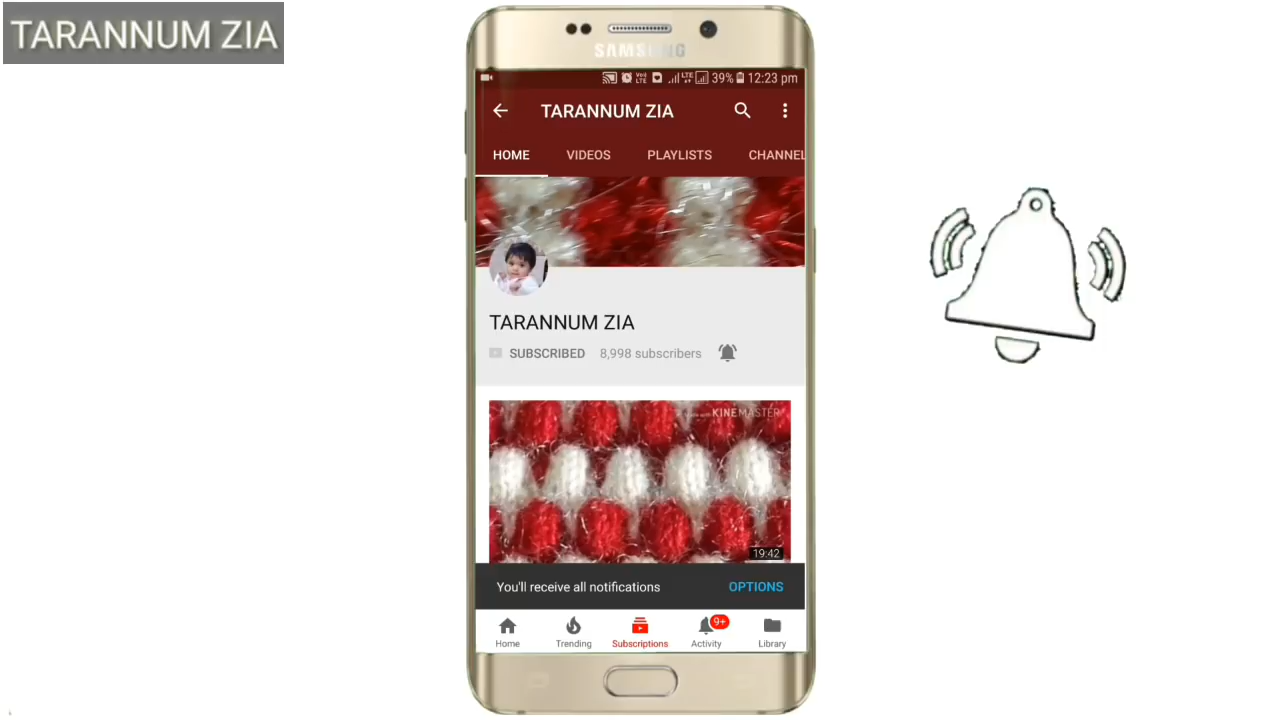 TARANNUM ZIA
SAMSUNG
39% 12:23 pm
TARANNUM ZIA
HOME VIDEOS PLAYLISTS CHANNEL
TARANNUM ZIA
SUBSCRIBED 8,998 subscribers
KINEMASTER
19:42
You'll receive all notifications OPTIONS
9+
Home Trending Subscriptions Activity Library